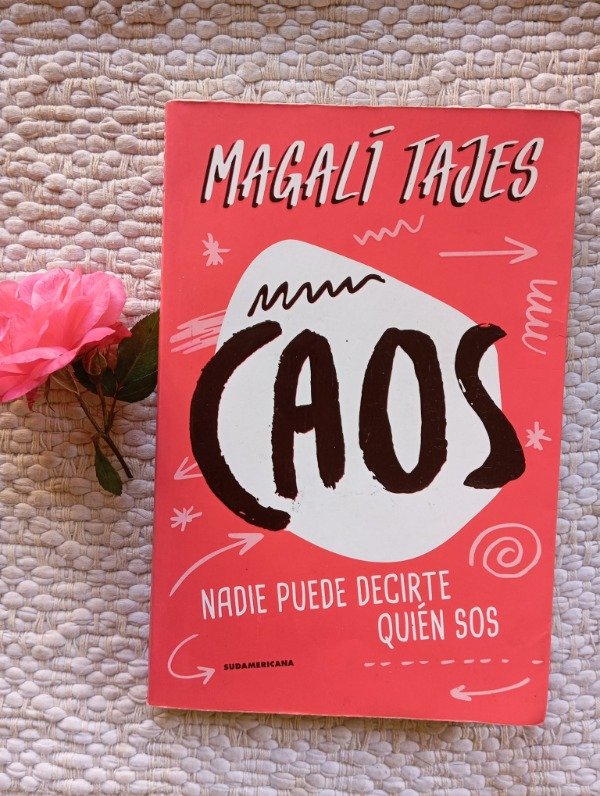 MAGALÍ TAJES
CAOS
NADIE PUEDE DECIRTE
QUIÉN SOS
SUDAMERICANA